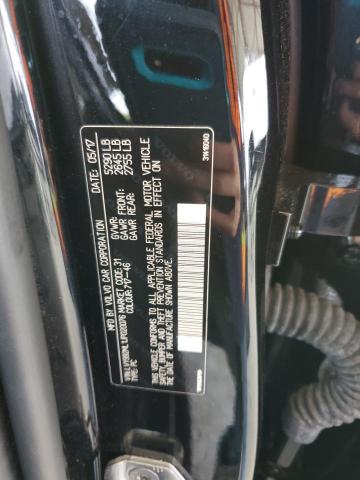 MFD. BY VOLVO CAR CORPORATION DATE: 05/17
MARKET CODE: 31 GVWR: 5290 LB
COLOUR: 717-46 GAWR FRONT: 2645 LB
TYPE: PC GAWR REAR: 2755 LB
THIS VEHICLE CONFORMS TO ALL APPLICABLE FEDERAL MOTOR VEHICLE
SAFETY, BUMPER AND THEFT PREVENTION STANDARDS IN EFFECT ON
THE DATE OF MANUFACTURE SHOWN ABOVE.